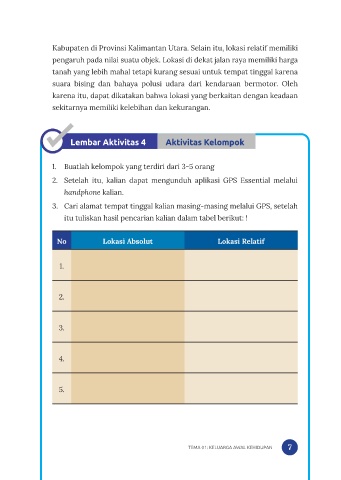 Kabupaten di Provinsi Kalimantan Utara. Selain itu, lokasi relatif memiliki
pengaruh pada nilai suatu objek. Lokasi di dekat jalan raya memiliki harga
tanah yang lebih mahal tetapi kurang sesuai untuk tempat tinggal karena
suara bising dan bahaya polusi udara dari kendaraan bermotor. Oleh
karena itu, dapat dikatakan bahwa lokasi yang berkaitan dengan keadaan
sekitarnya memiliki kelebihan dan kekurangan.
Lembar Aktivitas 4 Aktivitas Kelompok
1. Buatlah kelompok yang terdiri dari 3-5 orang
2. Setelah itu, kalian dapat mengunduh aplikasi GPS Essential melalui
handphone kalian.
3. Cari alamat tempat tinggal kalian masing-masing melalui GPS, setelah
itu tuliskan hasil pencarian kalian dalam tabel berikut: !
No Lokasi Absolut Lokasi Relatif
1.
2.
3.
4.
5.
TEMA 01 : KELUARGA AWAL KEHIDUPAN 7